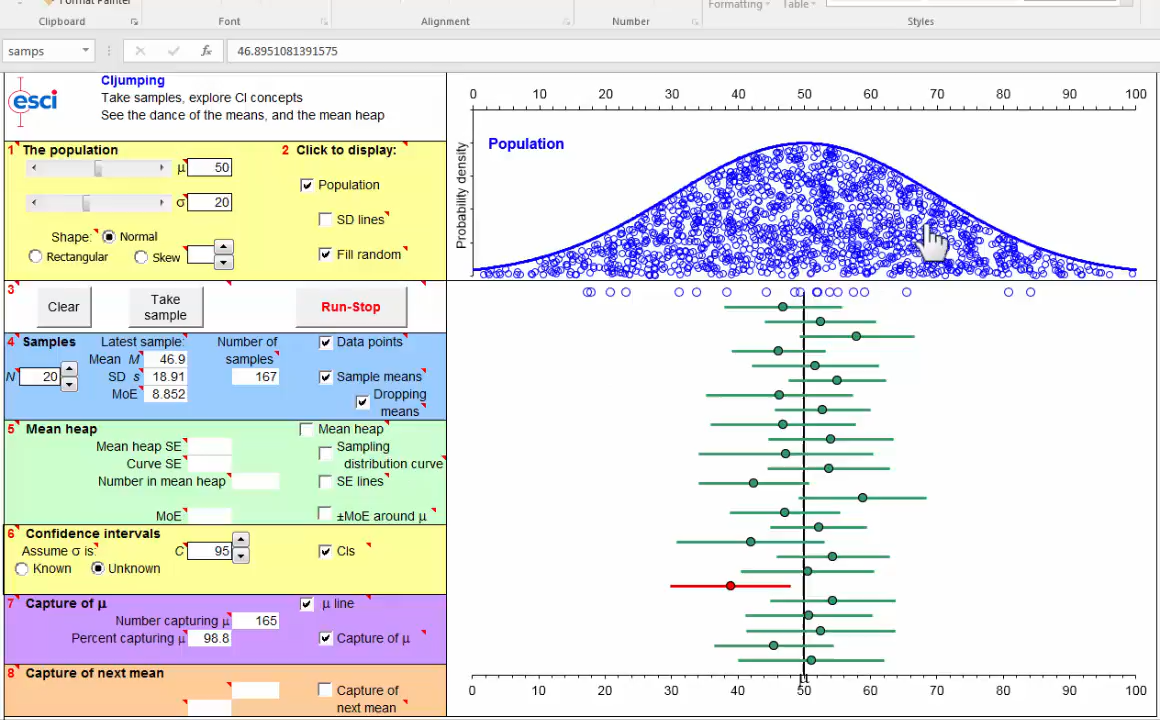 Format Painter
Formatting Table
Clipboard Font Alignment Number Styles
samps fx 46.8951081391575
esci
CIjumping
Take samples, explore CI concepts
See the dance of the means, and the mean heap
1 The population
μ 50
σ 20
Shape: Normal
Rectangular Skew
2 Click to display:
Population
SD lines
Fill random
3 Clear Take sample Run-Stop
4 Samples Latest sample: Number of samples
Mean M 46.9
N 20 SD s 18.91 167
MoE 8.852
Data points
Sample means
Dropping means
5 Mean heap
Mean heap SE
Curve SE
Number in mean heap
MoE
Mean heap
Sampling distribution curve
SE lines
±MoE around μ
6 Confidence intervals
Assume σ is C 95
Known Unknown
CIs
7 Capture of μ
Number capturing μ 165
Percent capturing μ 98.8
μ line
Capture of μ
8 Capture of next mean
Capture of next mean
0 10 20 30 40 50 60 70 80 90 100
Population
Probability density
μ
0 10 20 30 40 50 60 70 80 90 100